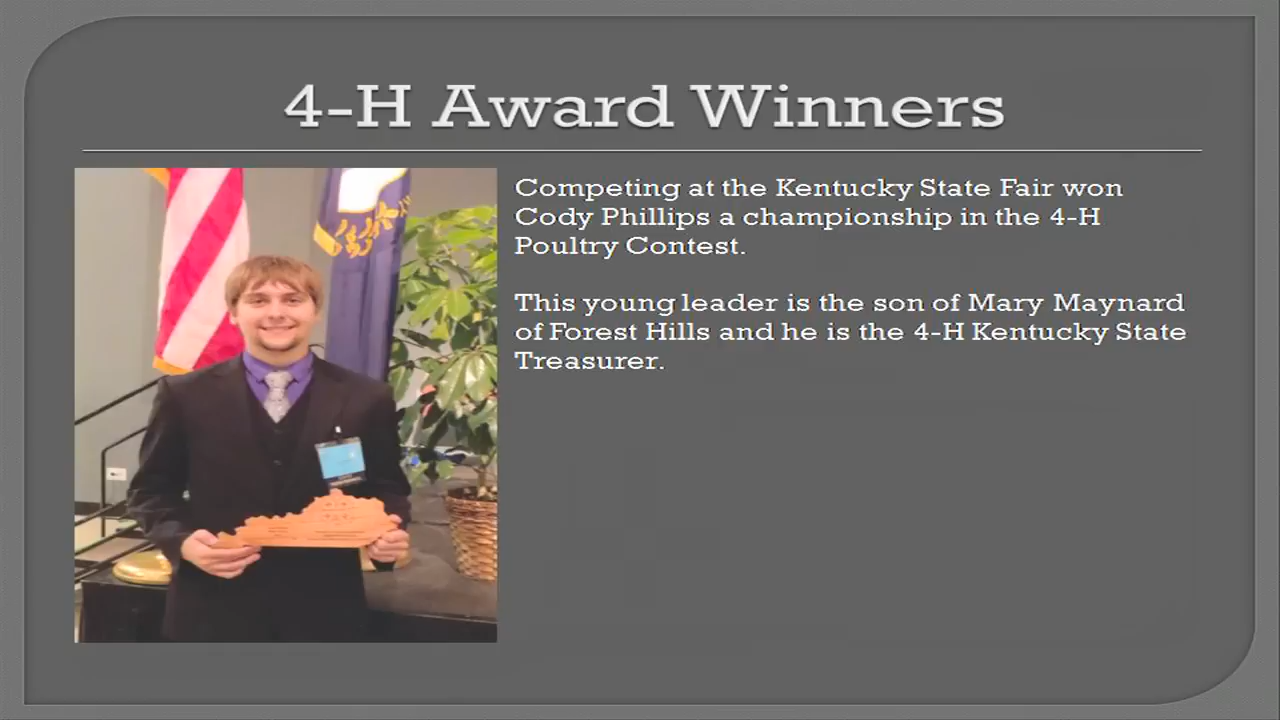 4-H Award Winners
Competing at the Kentucky State Fair won
Cody Phillips a championship in the 4-H
Poultry Contest.
This young leader is the son of Mary Maynard
of Forest Hills and he is the 4-H Kentucky State
Treasurer.